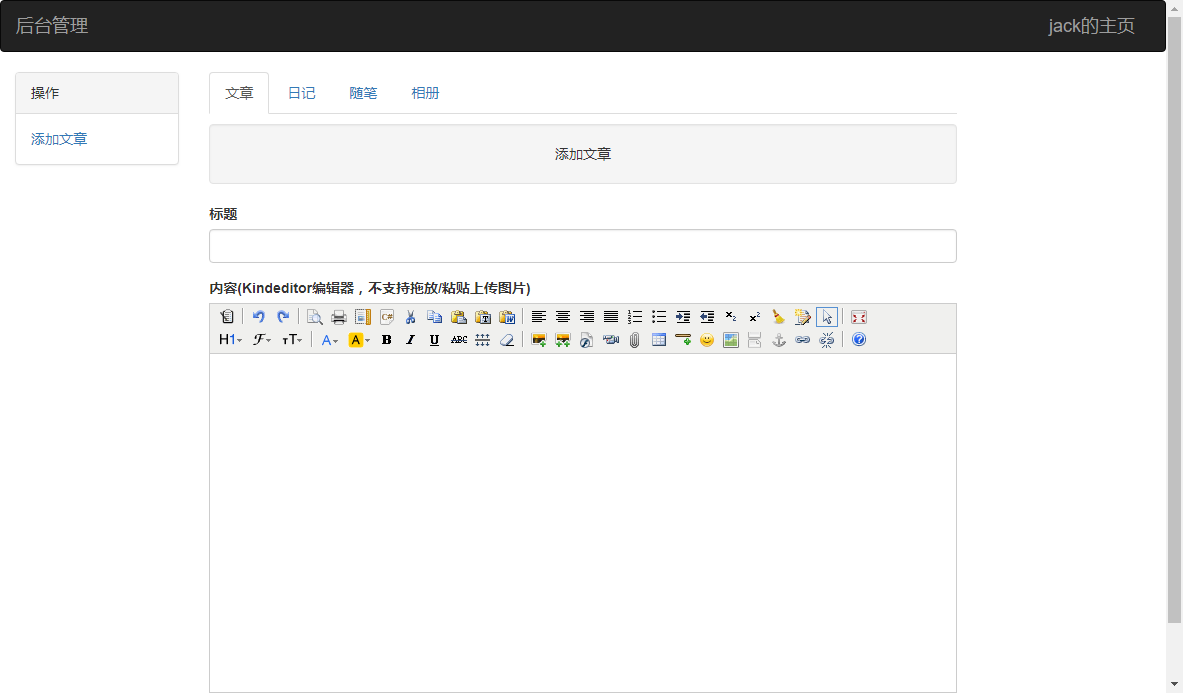 后台管理 jack的主页
操作
添加文章
文章 日记 随笔 相册
添加文章
标题
内容(Kindeditor编辑器，不支持拖放/粘贴上传图片)
H1 F TT A A B I U ABC